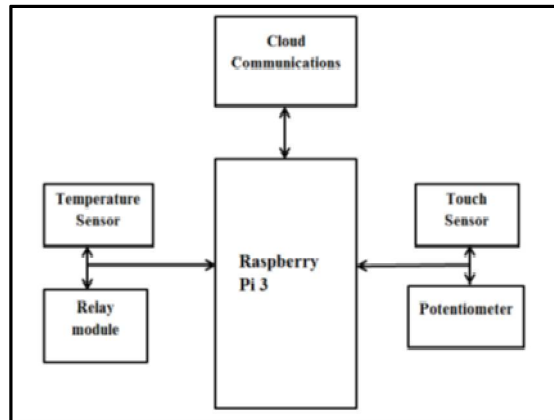 Cloud
Communications
Temperature
Sensor
Touch
Sensor
Raspberry
Pi 3
Relay
module
Potentiometer